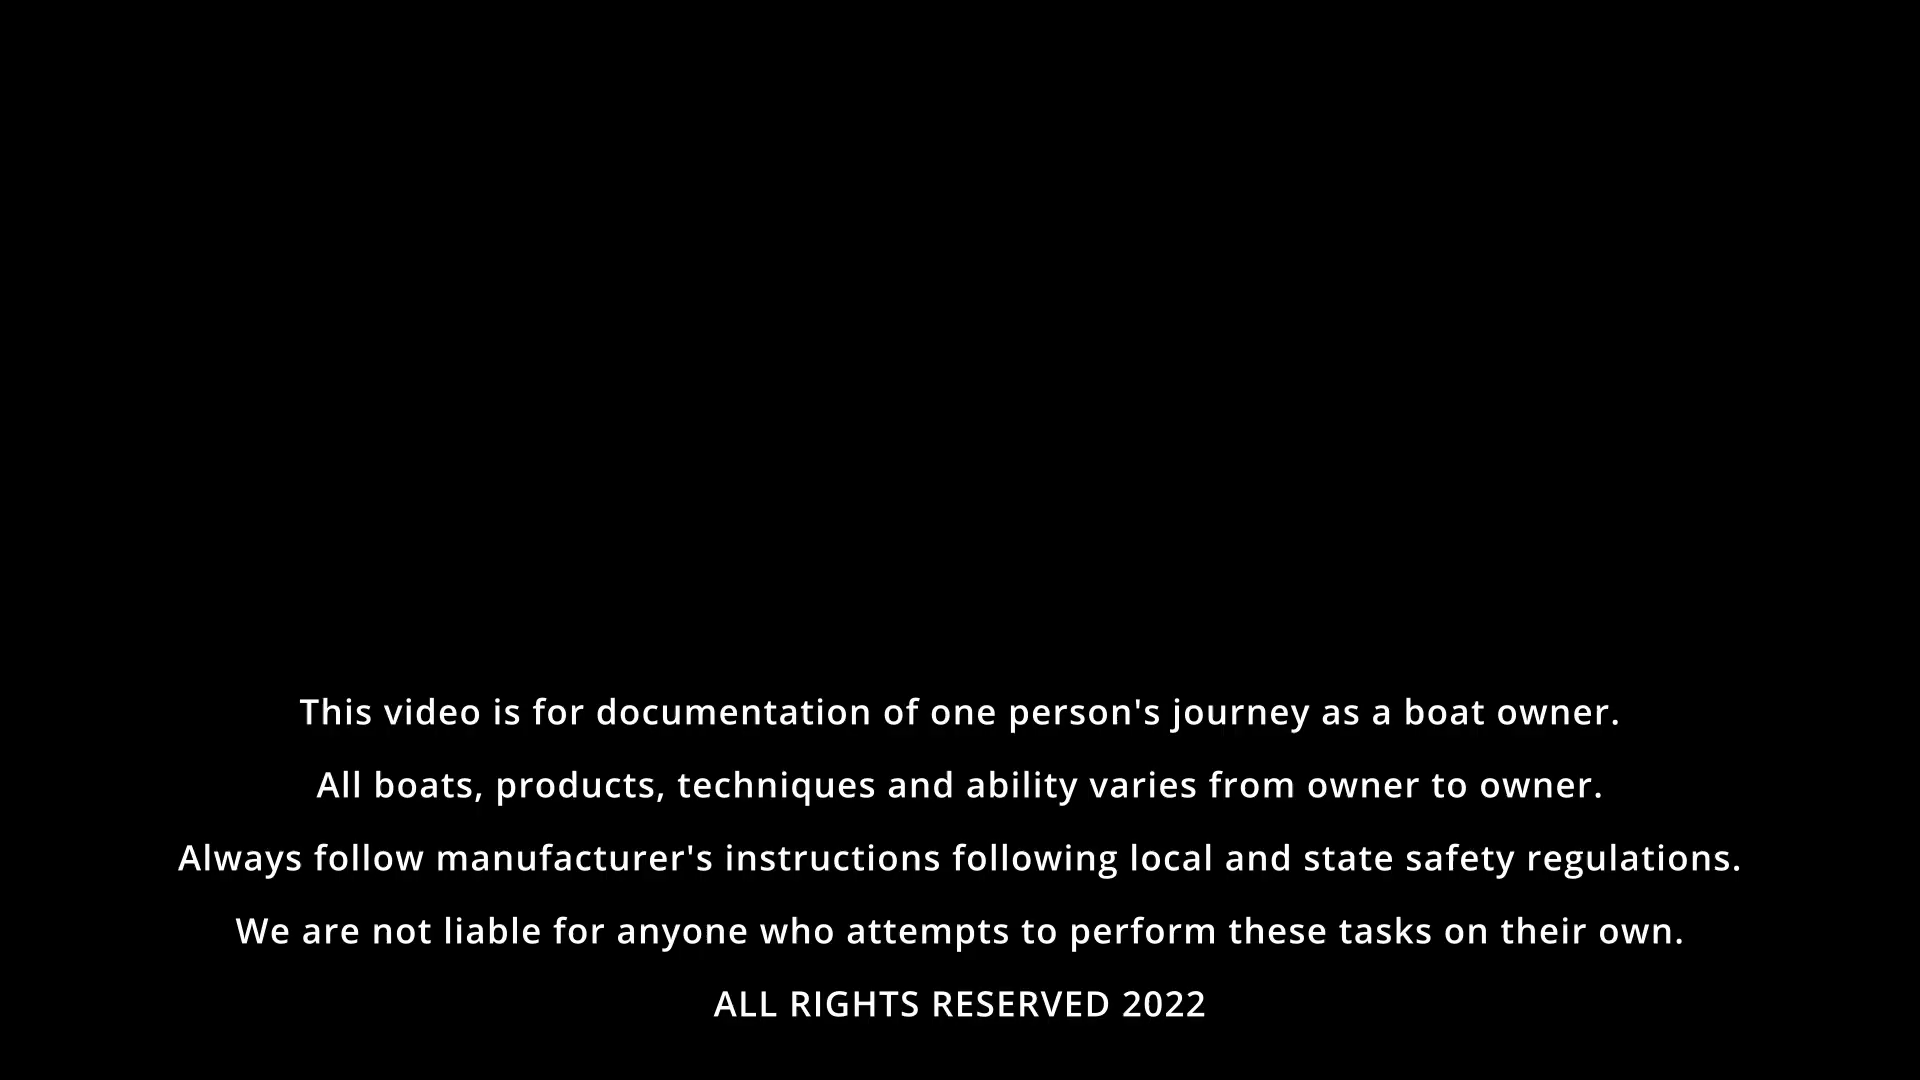 This video is for documentation of one person's journey as a boat owner.
All boats, products, techniques and ability varies from owner to owner.
Always follow manufacturer's instructions following local and state safety regulations.
We are not liable for anyone who attempts to perform these tasks on their own.
ALL RIGHTS RESERVED 2022